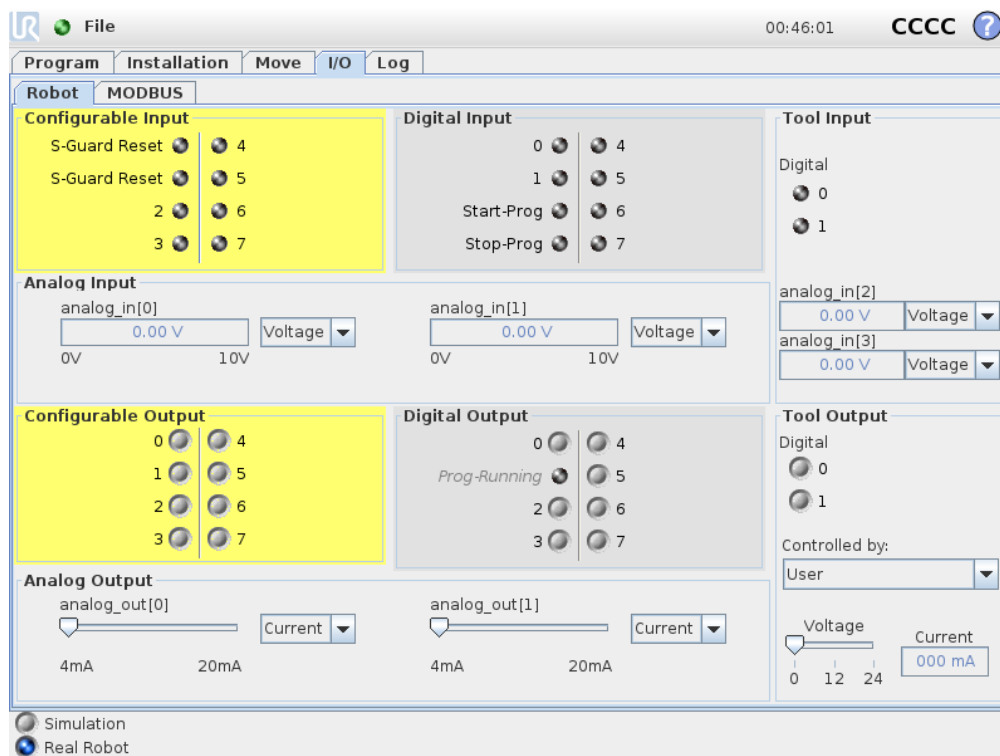 UR File 00:46:01 CCCC ?
Program Installation Move I/O Log
Robot MODBUS
Configurable Input
S-Guard Reset 4
S-Guard Reset 5
2 6
3 7
Digital Input
0 4
1 5
Start-Prog 6
Stop-Prog 7
Tool Input
Digital
0
1
analog_in[2]
0.00 V Voltage
analog_in[3]
0.00 V Voltage
Analog Input
analog_in[0]
0.00 V Voltage
0V 10V
analog_in[1]
0.00 V Voltage
0V 10V
Configurable Output
0 4
1 5
2 6
3 7
Digital Output
0 4
Prog-Running 5
2 6
3 7
Tool Output
Digital
0
1
Controlled by:
User
Voltage
0 12 24
Current
000 mA
Analog Output
analog_out[0]
Current
4mA 20mA
analog_out[1]
Current
4mA 20mA
Simulation
Real Robot